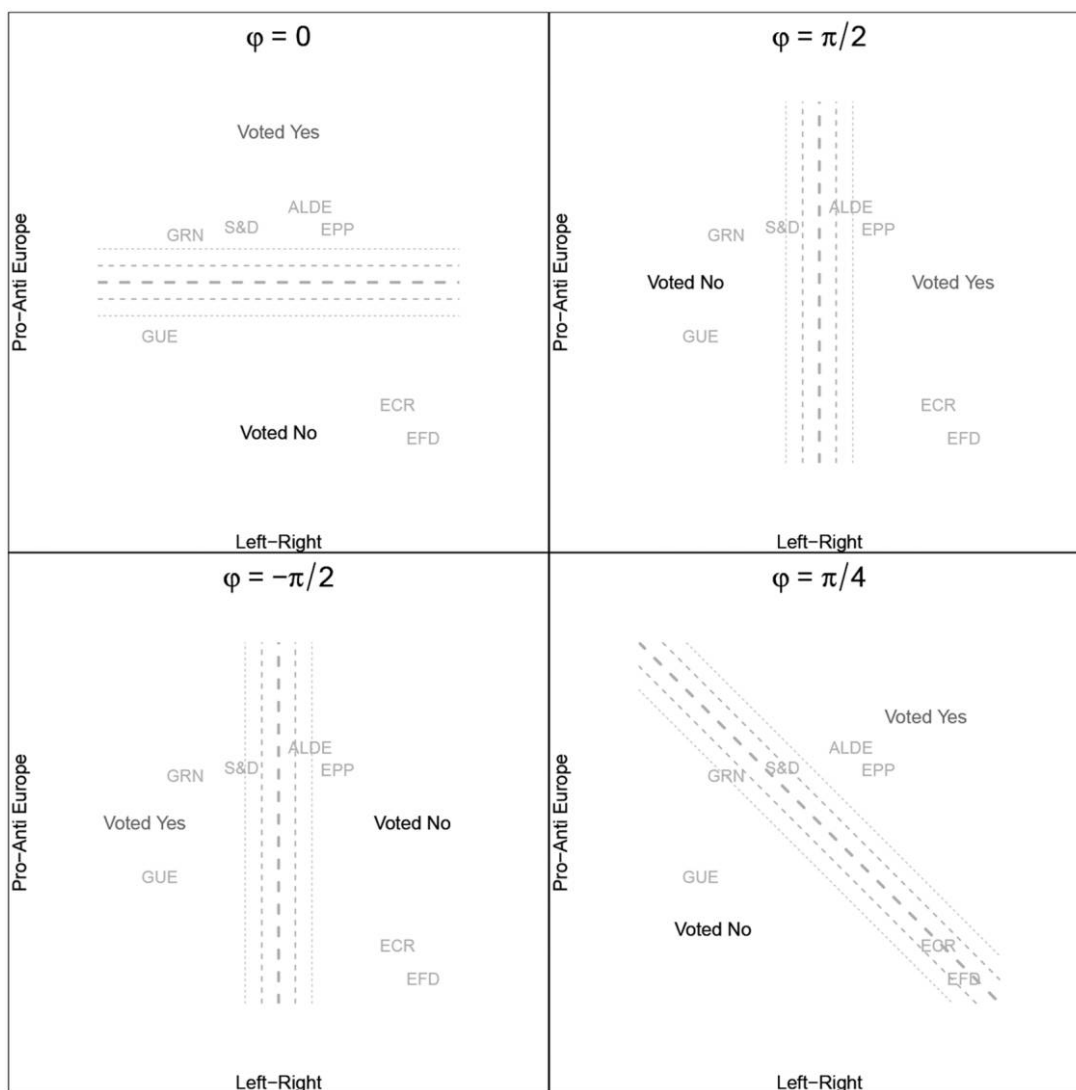 φ = 0
Voted Yes
ALDE
S&D
EPP
GRN
GUE
ECR
Voted No
EFD
Pro−Anti Europe
Left−Right
φ = π/2
ALDE
S&D
EPP
GRN
Voted No
Voted Yes
GUE
ECR
EFD
Pro−Anti Europe
Left−Right
φ = −π/2
ALDE
S&D
EPP
GRN
Voted Yes
Voted No
GUE
ECR
EFD
Pro−Anti Europe
Left−Right
φ = π/4
Voted Yes
ALDE
S&D
EPP
GRN
GUE
Voted No
ECR
EFD
Pro−Anti Europe
Left−Right